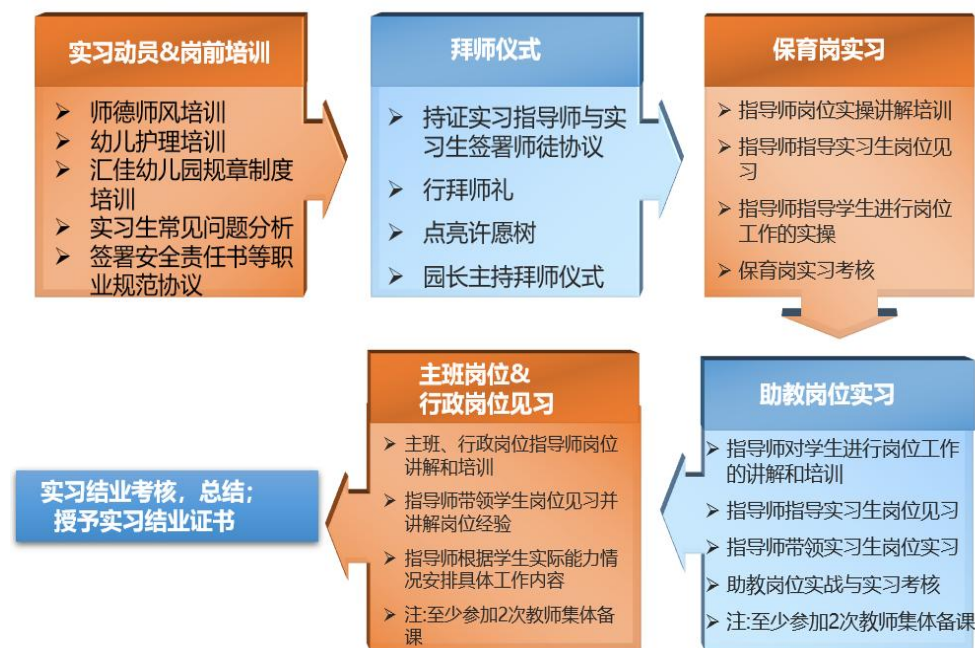 实习动员&岗前培训
➢ 师德师风培训
➢ 幼儿护理培训
➢ 汇佳幼儿园规章制度
培训
➢ 实习生常见问题分析
➢ 签署安全责任书等职
业规范协议
拜师仪式
➢ 持证实习指导师与实
习生签署师徒协议
➢ 行拜师礼
➢ 点亮许愿树
➢ 园长主持拜师仪式
保育岗实习
➢ 指导师岗位实操讲解培训
➢ 指导师指导实习生岗位见
习
➢ 指导师指导学生进行岗位
工作的实操
➢ 保育岗实习考核
助教岗位实习
➢ 指导师对学生进行岗位工作
的讲解和培训
➢ 指导师指导实习生岗位见习
➢ 指导师带领实习生岗位实习
➢ 助教岗位实战与实习考核
➢ 注:至少参加2次教师集体备课
主班岗位&
行政岗位见习
➢ 主班、行政岗位指导师岗位
讲解和培训
➢ 指导师带领学生岗位见习并
讲解岗位经验
➢ 指导师根据学生实际能力情
况安排具体工作内容
➢ 注:至少参加2次教师集体备
课
实习结业考核，总结；
授予实习结业证书